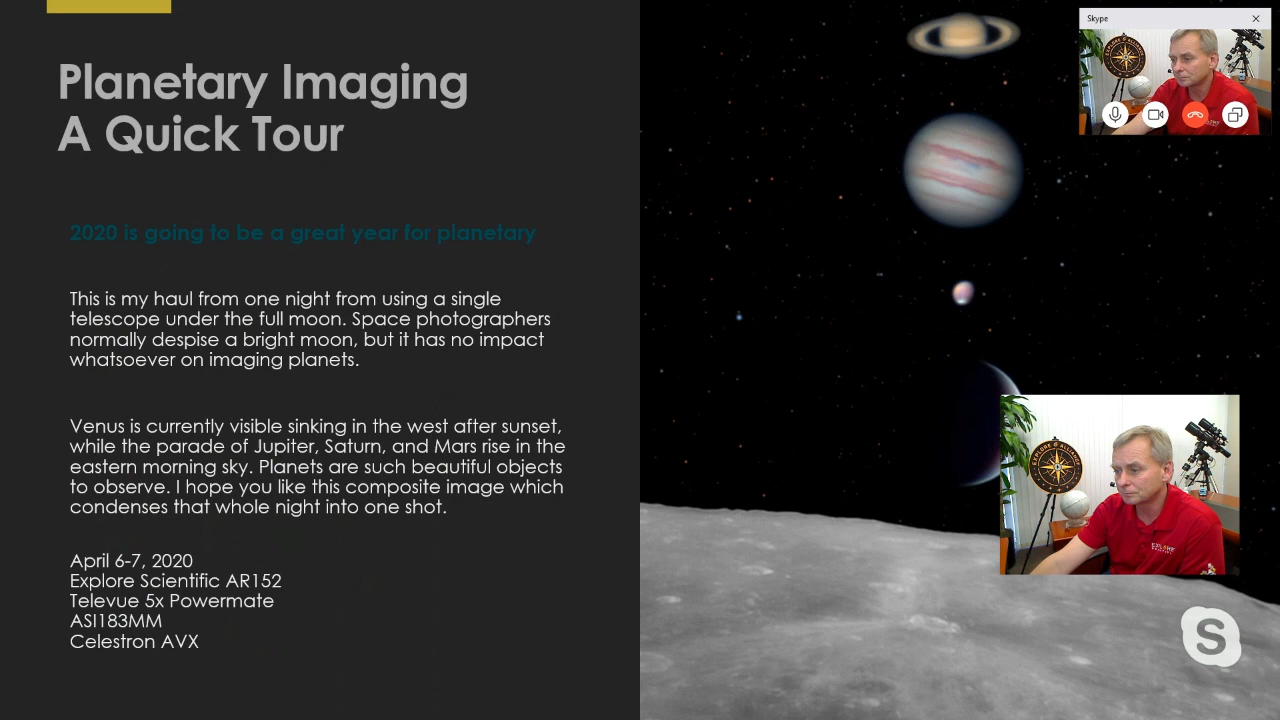 Planetary Imaging
A Quick Tour
2020 is going to be a great year for planetary
This is my haul from one night from using a single
telescope under the full moon. Space photographers
normally despise a bright moon, but it has no impact
whatsoever on imaging planets.
Venus is currently visible sinking in the west after sunset,
while the parade of Jupiter, Saturn, and Mars rise in the
eastern morning sky. Planets are such beautiful objects
to observe. I hope you like this composite image which
condenses that whole night into one shot.
April 6-7, 2020
Explore Scientific AR152
Televue 5x Powermate
ASI183MM
Celestron AVX
Skype
EXPLORE ALLIANCE
S